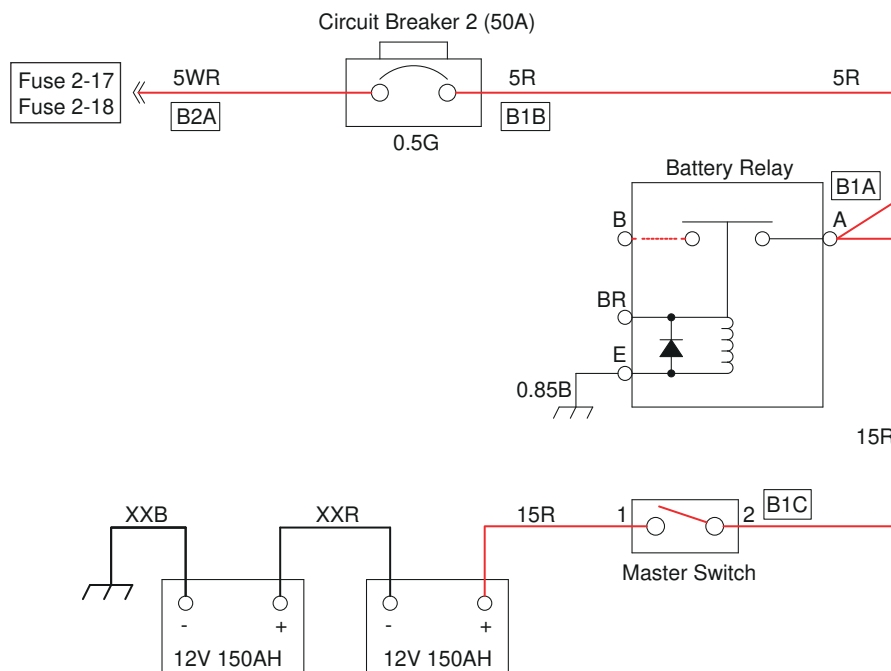 Circuit Breaker 2 (50A)
Fuse 2-17
Fuse 2-18
5WR
5R
5R
B2A
B1B
0.5G
Battery Relay
B1A
B
A
BR
E
0.85B
15R
XXB
XXR
15R
1
2
B1C
Master Switch
-
+
-
+
12V 150AH
12V 150AH